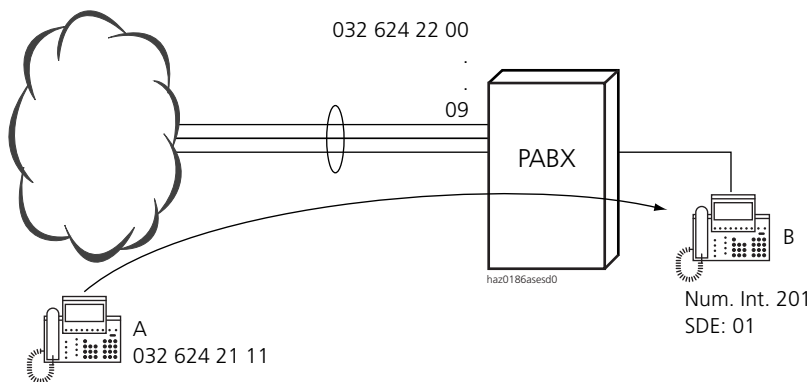 032 624 22 00
.
.
09
PABX
haz0186asesd0
B
Num. Int. 201
SDE: 01
A
032 624 21 11